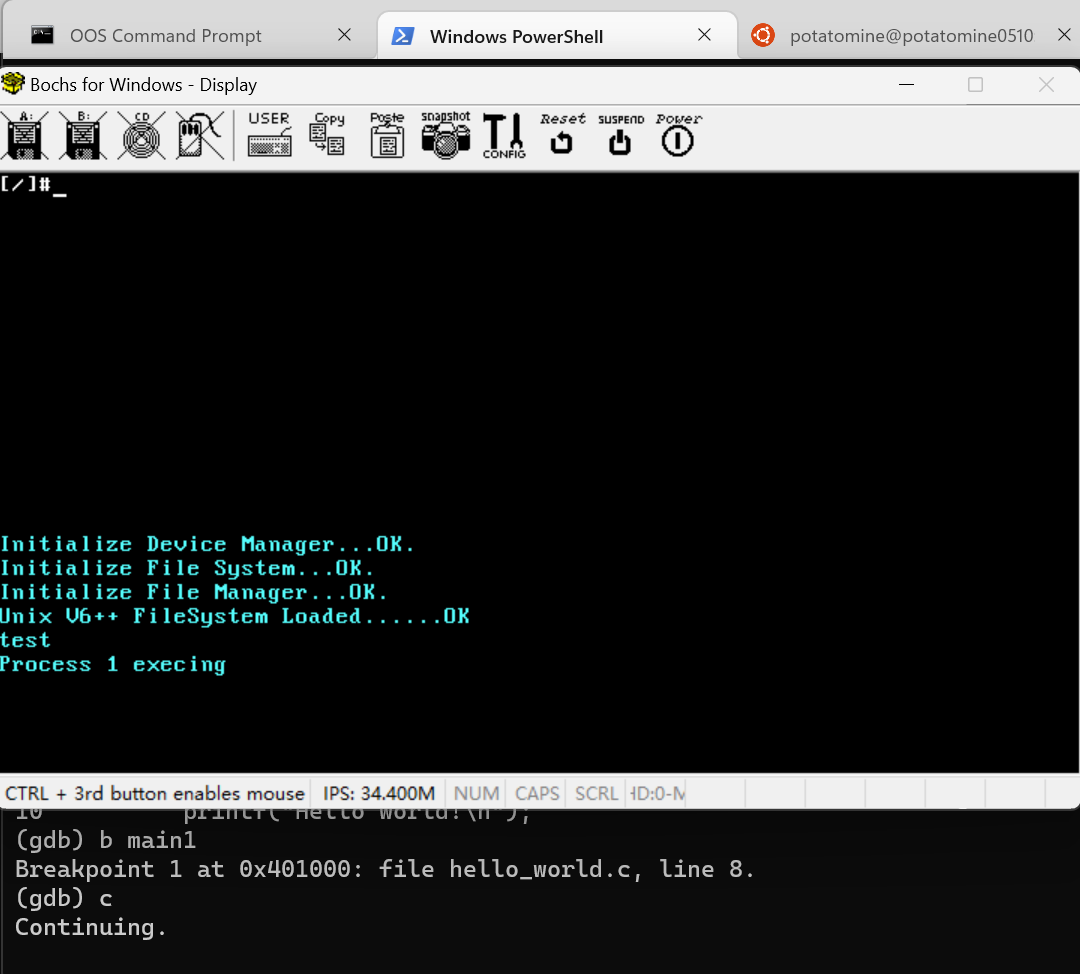 OOS Command Prompt
Windows PowerShell
potatomine@potatomine0510
Bochs for Windows - Display
A:
B:
CD
USER
Copy
Paste
snapshot
CONFIG
Reset
SUSPEND
Power
[/]#_
Initialize Device Manager...OK.
Initialize File System...OK.
Initialize File Manager...OK.
Unix V6++ FileSystem Loaded......OK
test
Process 1 execing
CTRL + 3rd button enables mouse
IPS: 34.400M
NUM
CAPS
SCRL
HD:0-M
10 printf("Hello World!\n");
(gdb) b main1
Breakpoint 1 at 0x401000: file hello_world.c, line 8.
(gdb) c
Continuing.